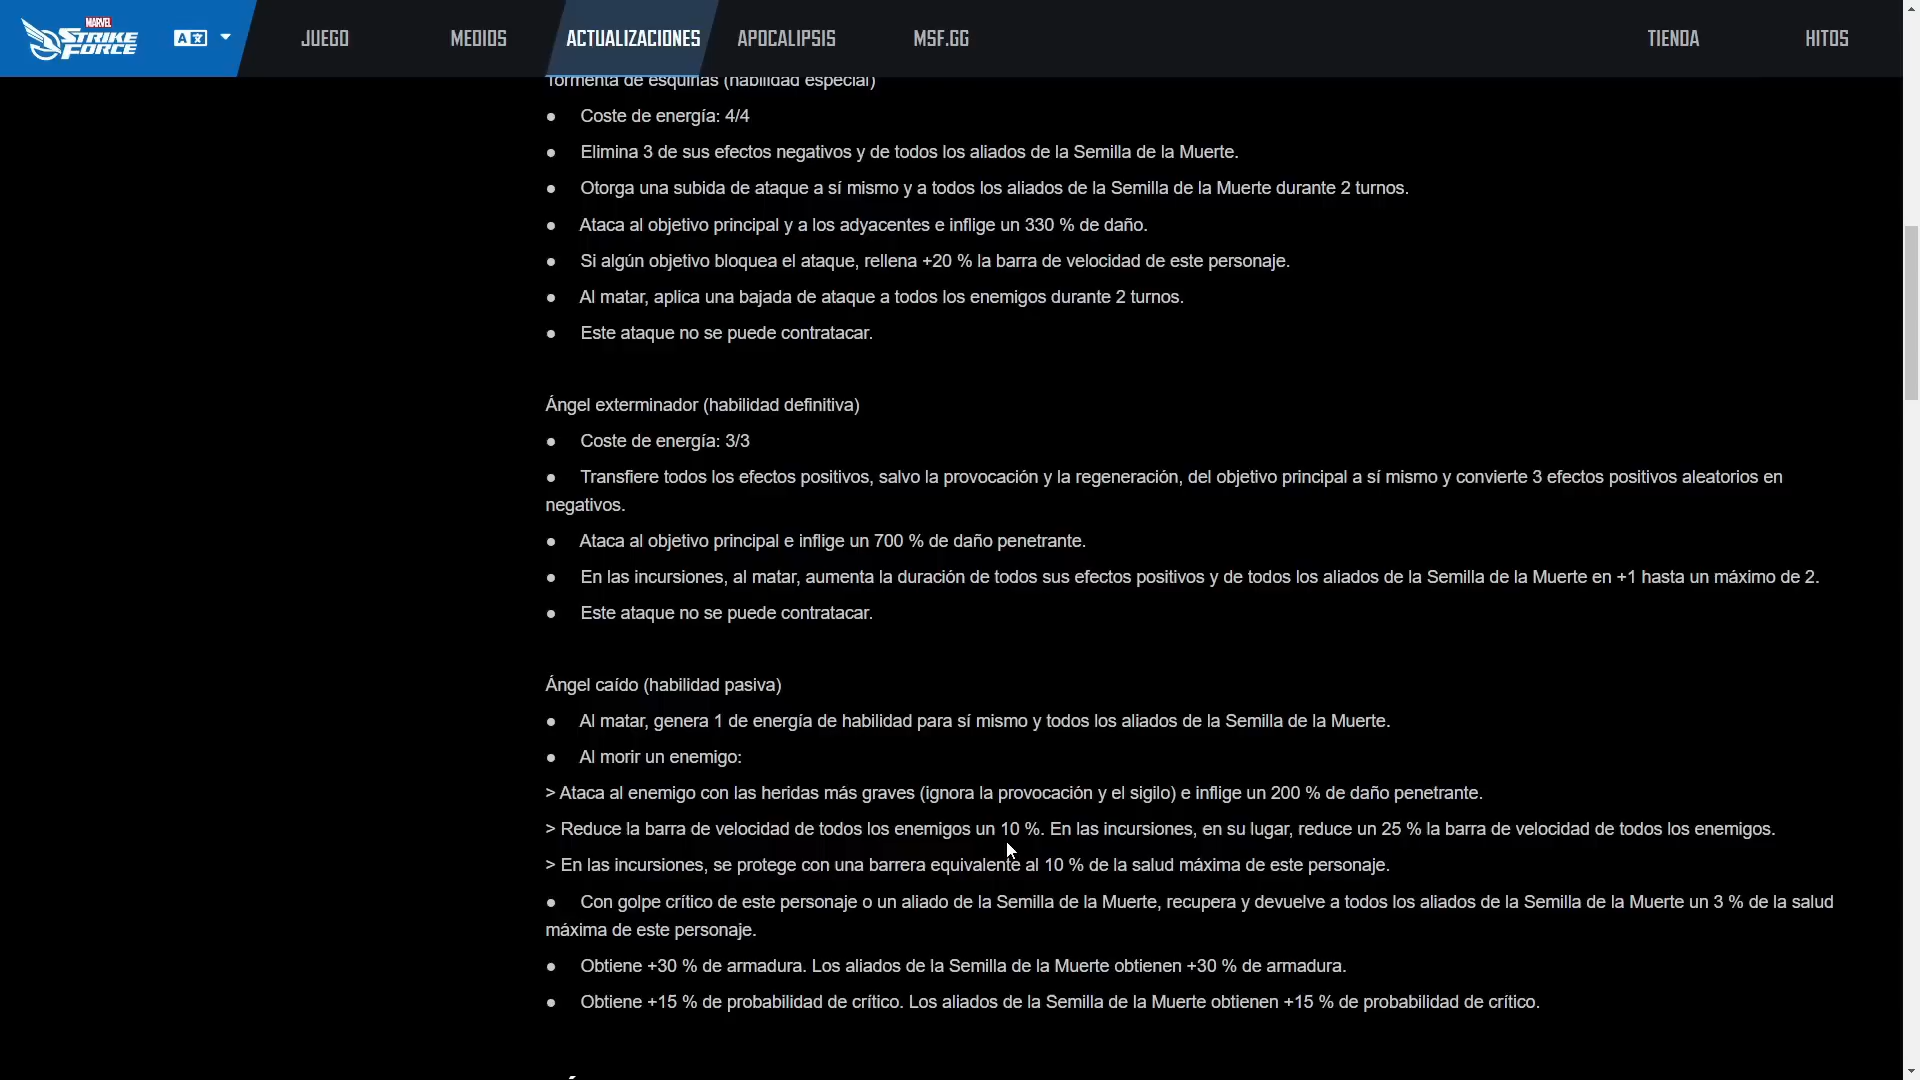 MARVEL
STRIKE
FORCE
JUEGO
MEDIOS
ACTUALIZACIONES
APOCALIPSIS
MSF.GG
TIENDA
HITOS
Tormenta de esquirlas (habilidad especial)
● Coste de energía: 4/4
● Elimina 3 de sus efectos negativos y de todos los aliados de la Semilla de la Muerte.
● Otorga una subida de ataque a sí mismo y a todos los aliados de la Semilla de la Muerte durante 2 turnos.
● Ataca al objetivo principal y a los adyacentes e inflige un 330 % de daño.
● Si algún objetivo bloquea el ataque, rellena +20 % la barra de velocidad de este personaje.
● Al matar, aplica una bajada de ataque a todos los enemigos durante 2 turnos.
● Este ataque no se puede contratacar.
Ángel exterminador (habilidad definitiva)
● Coste de energía: 3/3
● Transfiere todos los efectos positivos, salvo la provocación y la regeneración, del objetivo principal a sí mismo y convierte 3 efectos positivos aleatorios en
negativos.
● Ataca al objetivo principal e inflige un 700 % de daño penetrante.
● En las incursiones, al matar, aumenta la duración de todos sus efectos positivos y de todos los aliados de la Semilla de la Muerte en +1 hasta un máximo de 2.
● Este ataque no se puede contratacar.
Ángel caído (habilidad pasiva)
● Al matar, genera 1 de energía de habilidad para sí mismo y todos los aliados de la Semilla de la Muerte.
● Al morir un enemigo:
> Ataca al enemigo con las heridas más graves (ignora la provocación y el sigilo) e inflige un 200 % de daño penetrante.
> Reduce la barra de velocidad de todos los enemigos un 10 %. En las incursiones, en su lugar, reduce un 25 % la barra de velocidad de todos los enemigos.
> En las incursiones, se protege con una barrera equivalente al 10 % de la salud máxima de este personaje.
● Con golpe crítico de este personaje o un aliado de la Semilla de la Muerte, recupera y devuelve a todos los aliados de la Semilla de la Muerte un 3 % de la salud
máxima de este personaje.
● Obtiene +30 % de armadura. Los aliados de la Semilla de la Muerte obtienen +30 % de armadura.
● Obtiene +15 % de probabilidad de crítico. Los aliados de la Semilla de la Muerte obtienen +15 % de probabilidad de crítico.